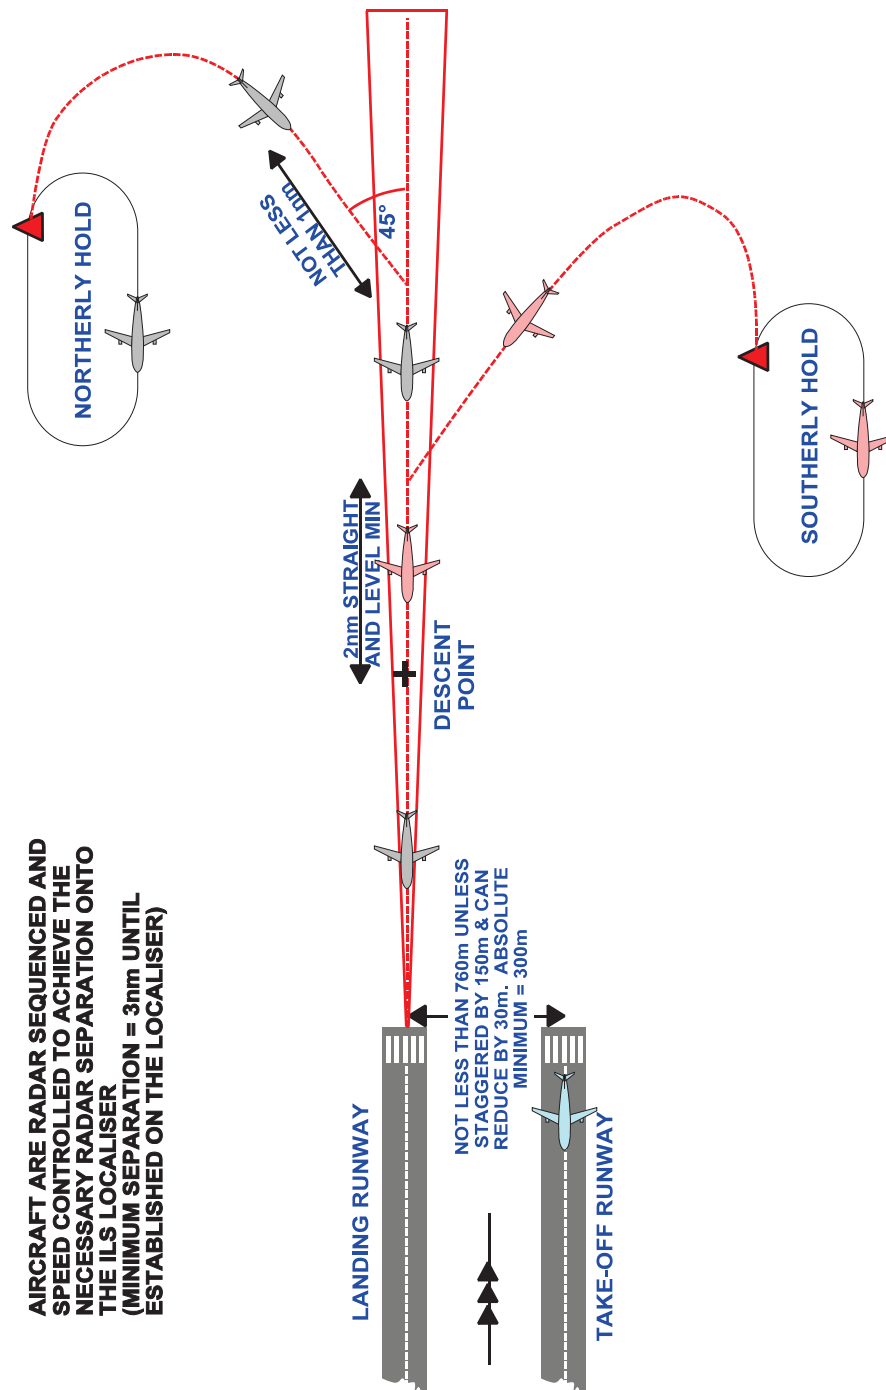 AIRCRAFT ARE RADAR SEQUENCED AND
SPEED CONTROLLED TO ACHIEVE THE
NECESSARY RADAR SEPARATION ONTO
THE ILS LOCALISER
(MINIMUM SEPARATION = 3nm UNTIL
ESTABLISHED ON THE LOCALISER)
NORTHERLY HOLD
NOT LESS
THAN 1nm
45°
2nm STRAIGHT
AND LEVEL MIN
DESCENT
POINT
LANDING RUNWAY
NOT LESS THAN 760m UNLESS
STAGGERED BY 150m & CAN
REDUCE BY 30m. ABSOLUTE
MINIMUM = 300m
TAKE-OFF RUNWAY
SOUTHERLY HOLD